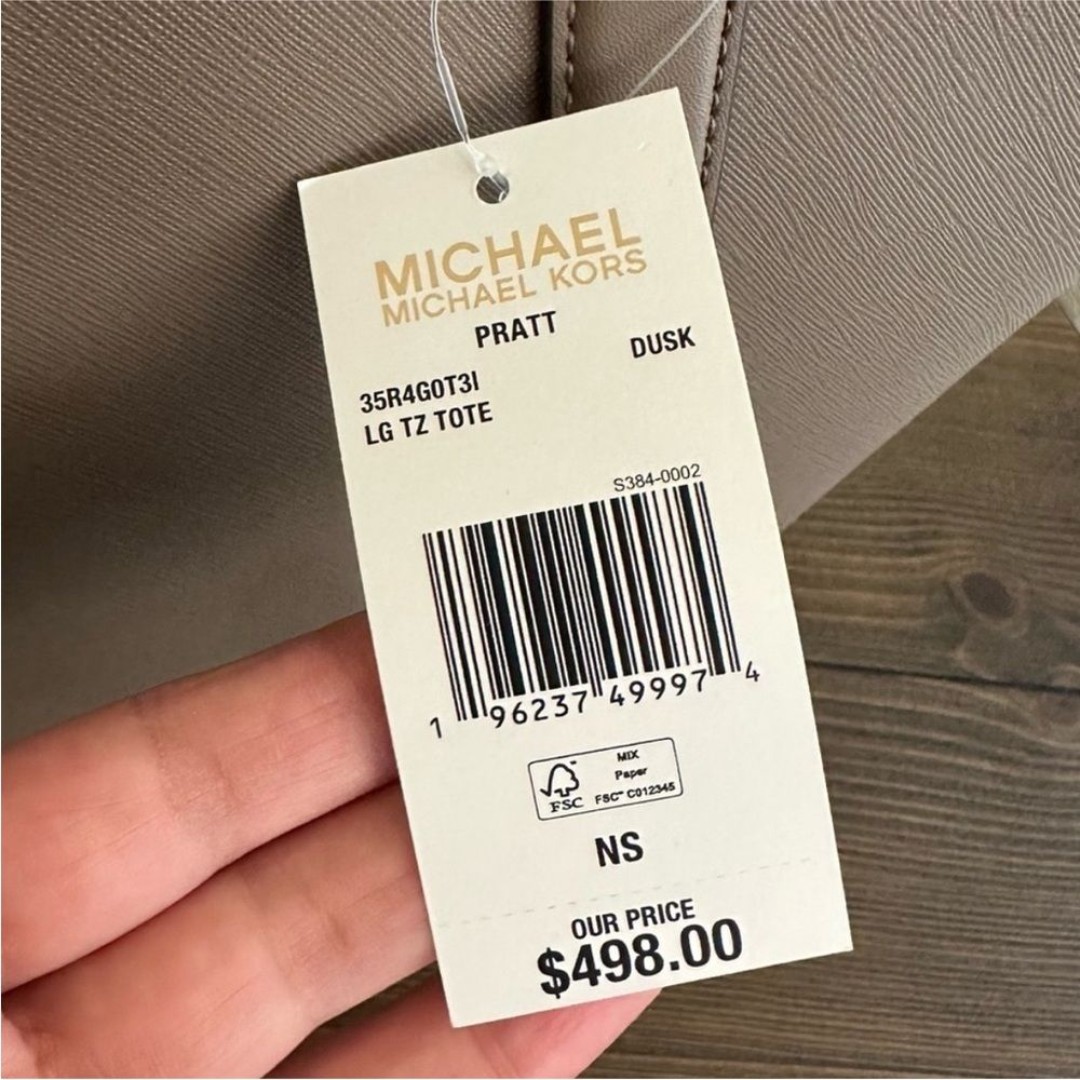 MICHAEL
MICHAEL KORS
PRATT
DUSK
35R4G0T3I
LG TZ TOTE
S384-0002
1 96237 49997 4
MIX
Paper
FSC™ C012345
FSC
NS
OUR PRICE
$498.00